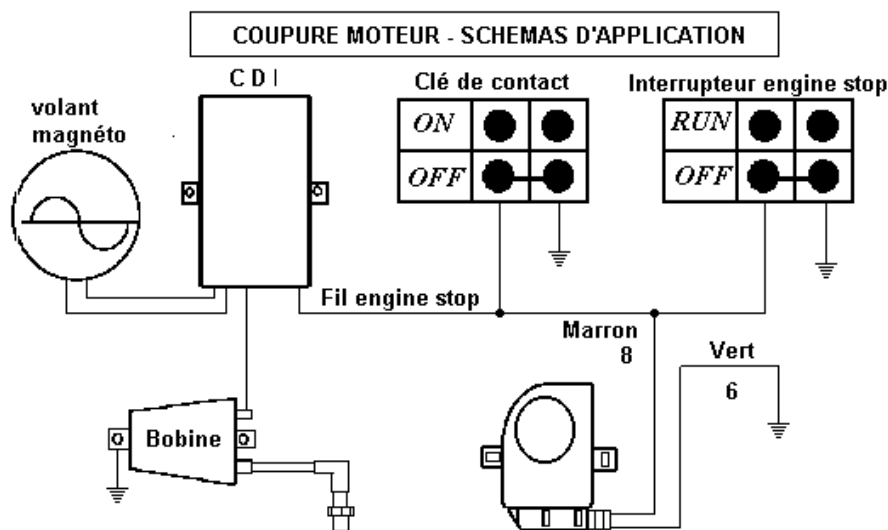 COUPURE MOTEUR - SCHEMAS D'APPLICATION
C D I
Clé de contact
Interrupteur engine stop
volant
magnéto
ON
OFF
RUN
OFF
Fil engine stop
Marron
8
Vert
6
Bobine